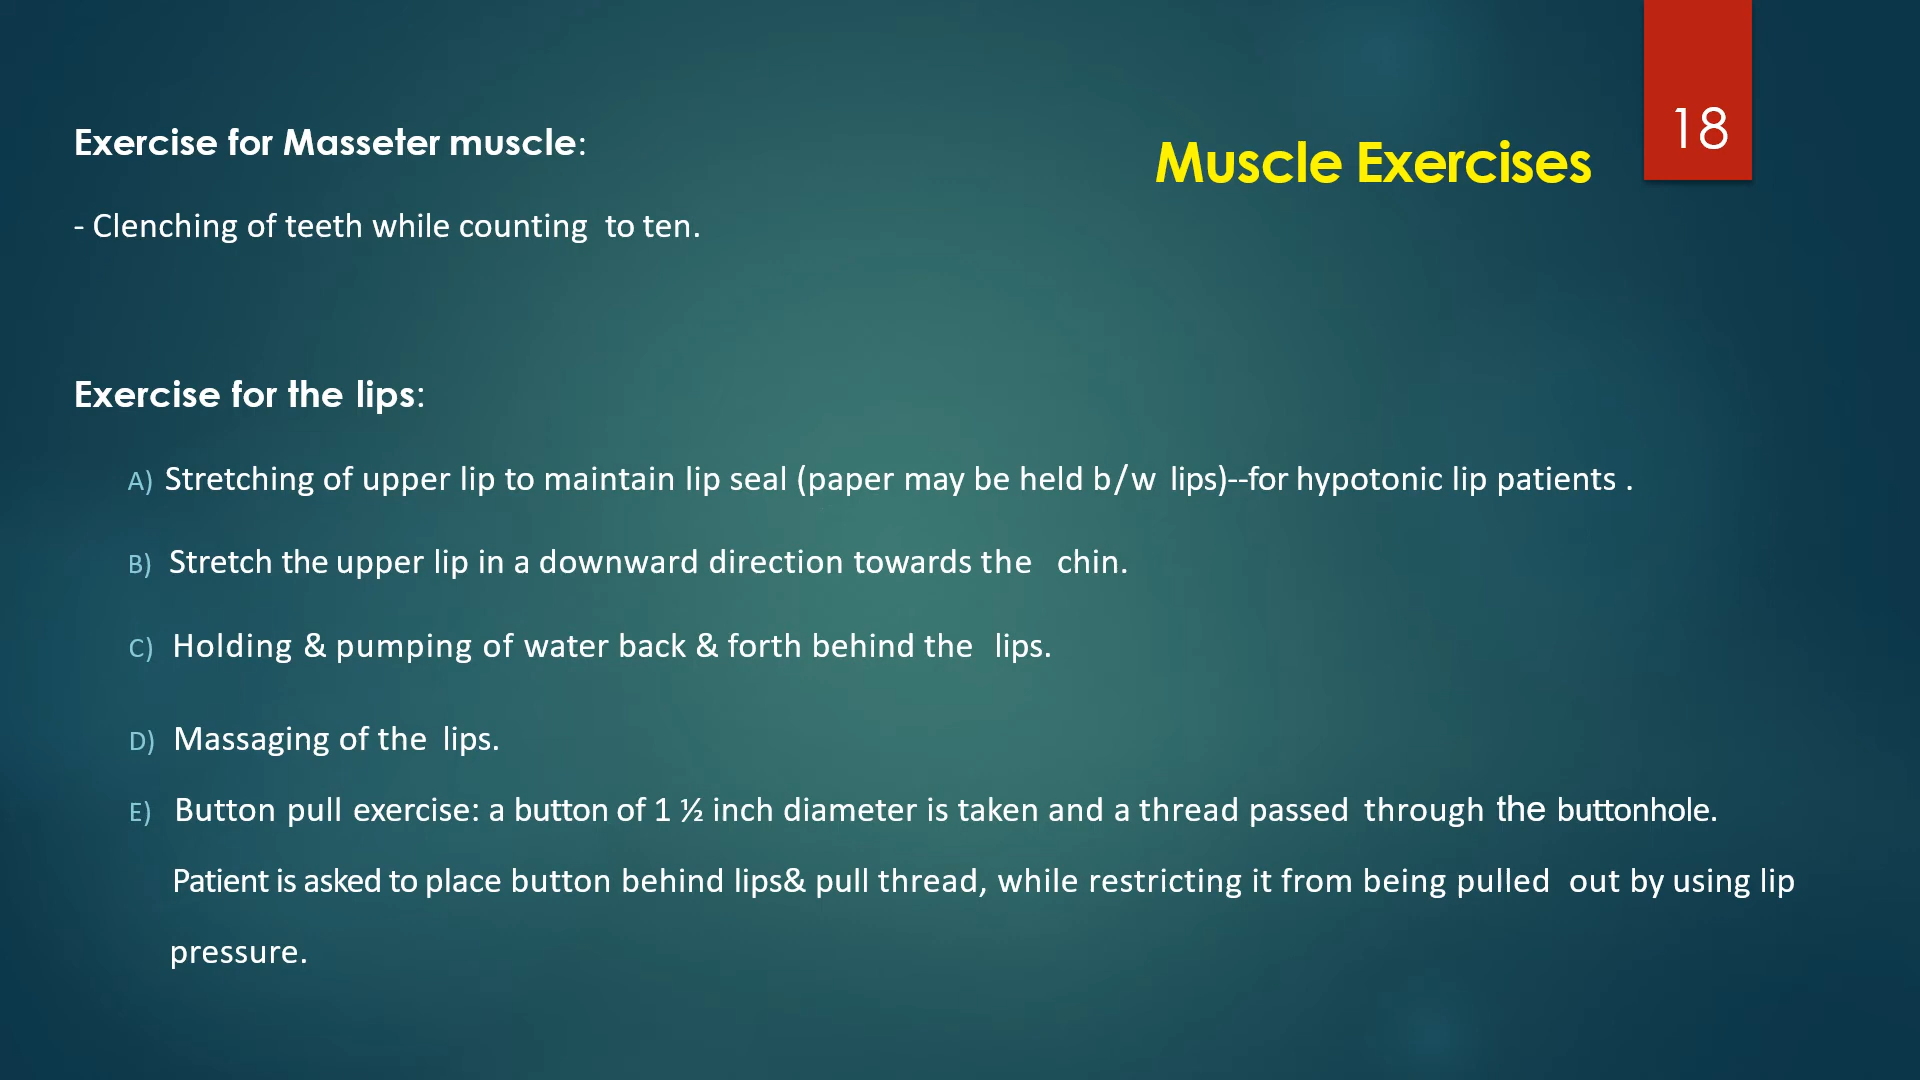 18
Muscle Exercises
Exercise for Masseter muscle:
- Clenching of teeth while counting to ten.
Exercise for the lips:
A) Stretching of upper lip to maintain lip seal (paper may be held b/w lips)--for hypotonic lip patients .
B) Stretch the upper lip in a downward direction towards the chin.
C) Holding & pumping of water back & forth behind the lips.
D) Massaging of the lips.
E) Button pull exercise: a button of 1 ½ inch diameter is taken and a thread passed through the buttonhole.
Patient is asked to place button behind lips& pull thread, while restricting it from being pulled out by using lip
pressure.